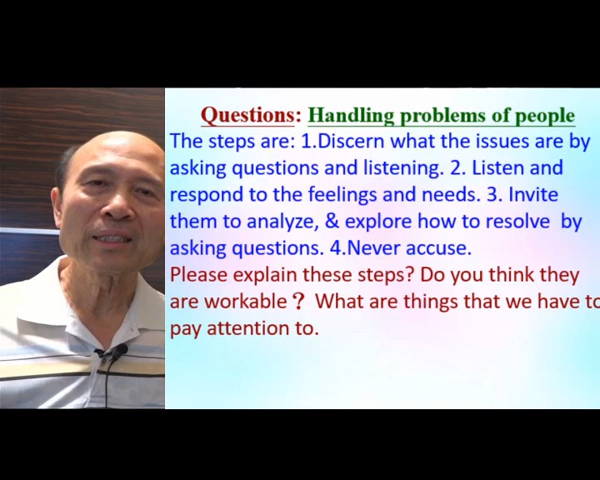 Questions: Handling problems of people
The steps are: 1.Discern what the issues are by
asking questions and listening. 2. Listen and
respond to the feelings and needs. 3. Invite
them to analyze, & explore how to resolve by
asking questions. 4.Never accuse.
Please explain these steps? Do you think they
are workable？ What are things that we have to
pay attention to.